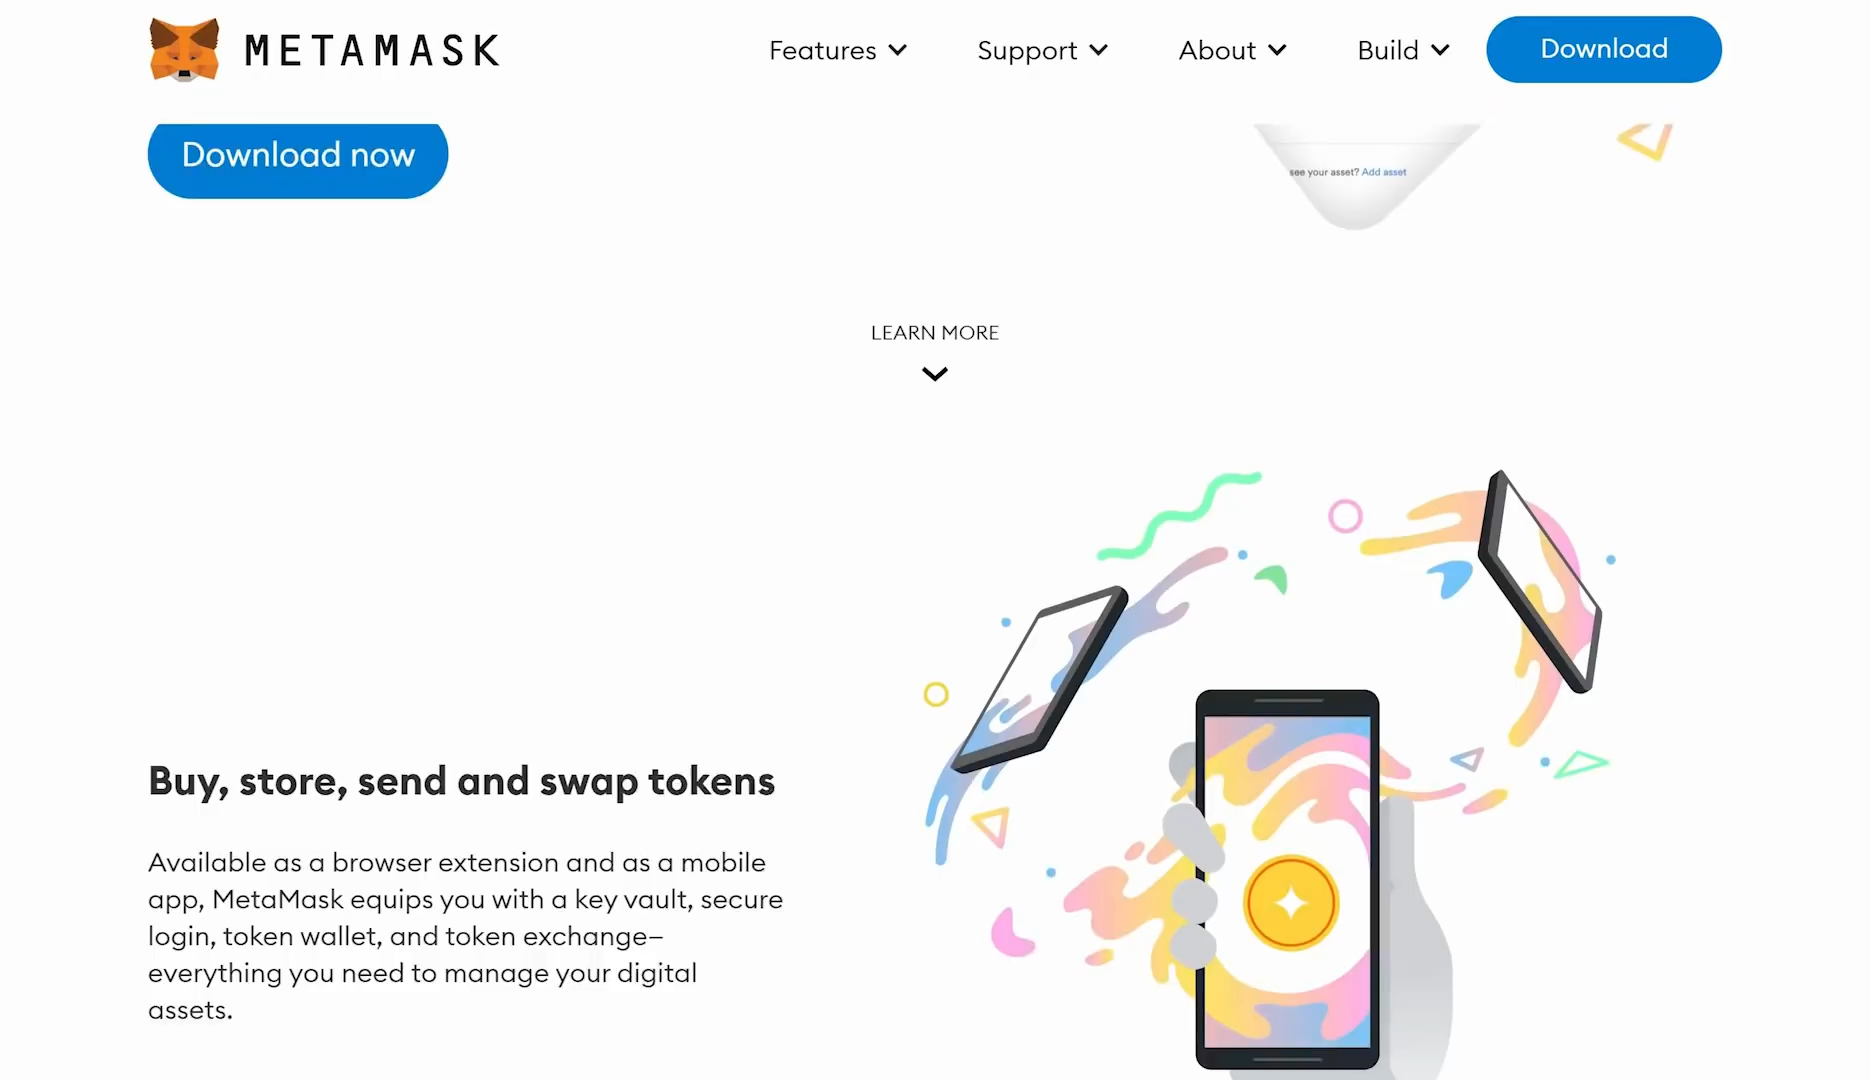 METAMASK
Features
Support
About
Build
Download
Download now
see your asset? Add asset
LEARN MORE
Buy, store, send and swap tokens
Available as a browser extension and as a mobile
app, MetaMask equips you with a key vault, secure
login, token wallet, and token exchange—
everything you need to manage your digital
assets.